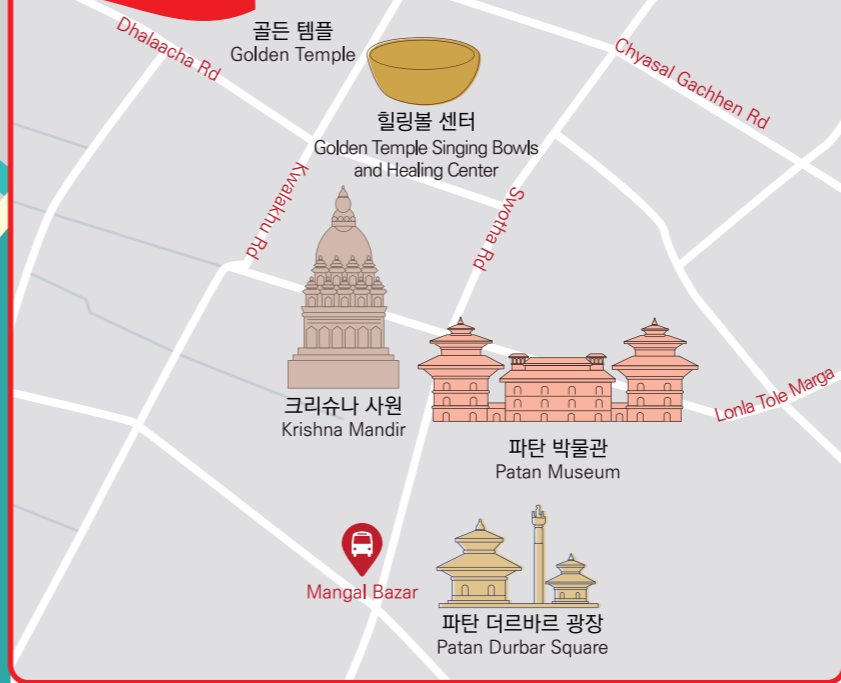 골든 템플
Golden Temple
Dhalaacha Rd
Chyasal Gachhen Rd
힐링볼 센터
Golden Temple Singing Bowls
and Healing Center
Kwalakhu Rd
Swotha Rd
크리슈나 사원
Krishna Mandir
Lonla Tole Marga
파탄 박물관
Patan Museum
Mangal Bazar
파탄 더르바르 광장
Patan Durbar Square